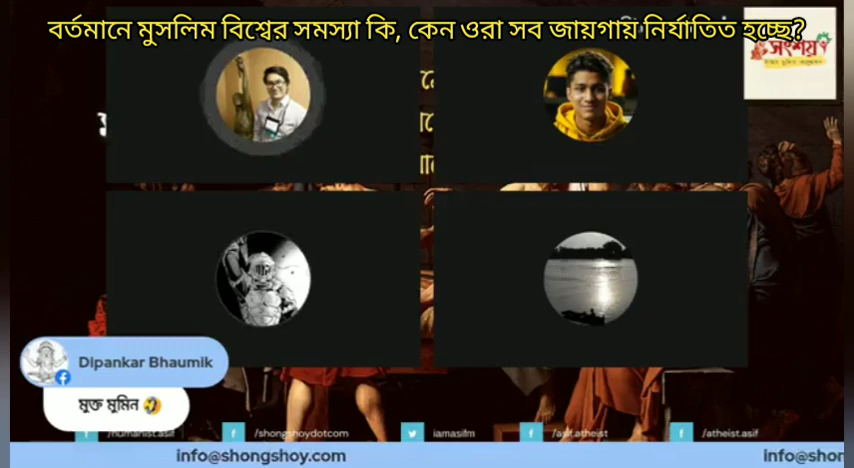 বর্তমানে মুসলিম বিশ্বের সমস্যা কি, কেন ওরা সব জায়গায় নির্যাতিত হচ্ছে?
সংশয়
Dipankar Bhaumik
মুক্ত মুমিন 🤣
/humanist.asif
/shongshoydotcom
iamasifm
/asif.atheist
/atheist.asif
info@shongshoy.com
info@shor